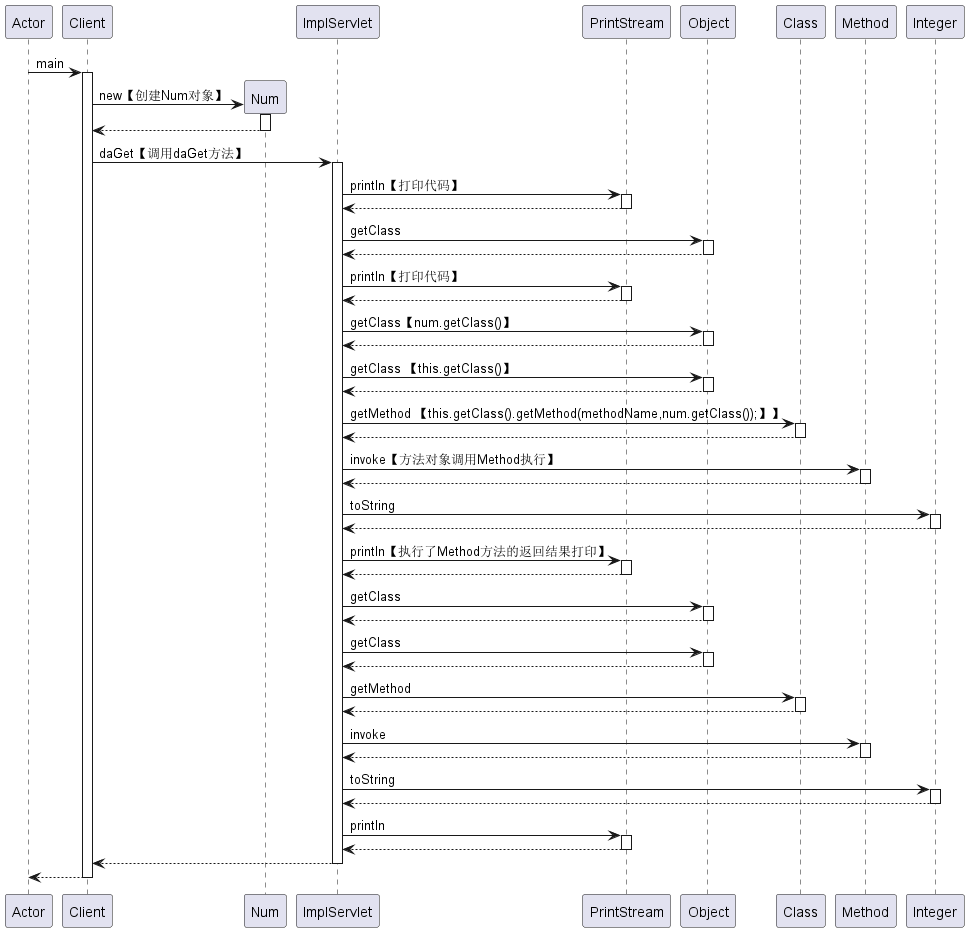 Actor Client ImplServlet PrintStream Object Class Method Integer
main
new【创建Num对象】
Num
daGet【调用daGet方法】
println【打印代码】
getClass
println【打印代码】
getClass【num.getClass()】
getClass 【this.getClass()】
getMethod 【this.getClass().getMethod(methodName,num.getClass());】】
invoke【方法对象调用Method执行】
toString
println【执行了Method方法的返回结果打印】
getClass
getClass
getMethod
invoke
toString
println
Actor Client Num ImplServlet PrintStream Object Class Method Integer